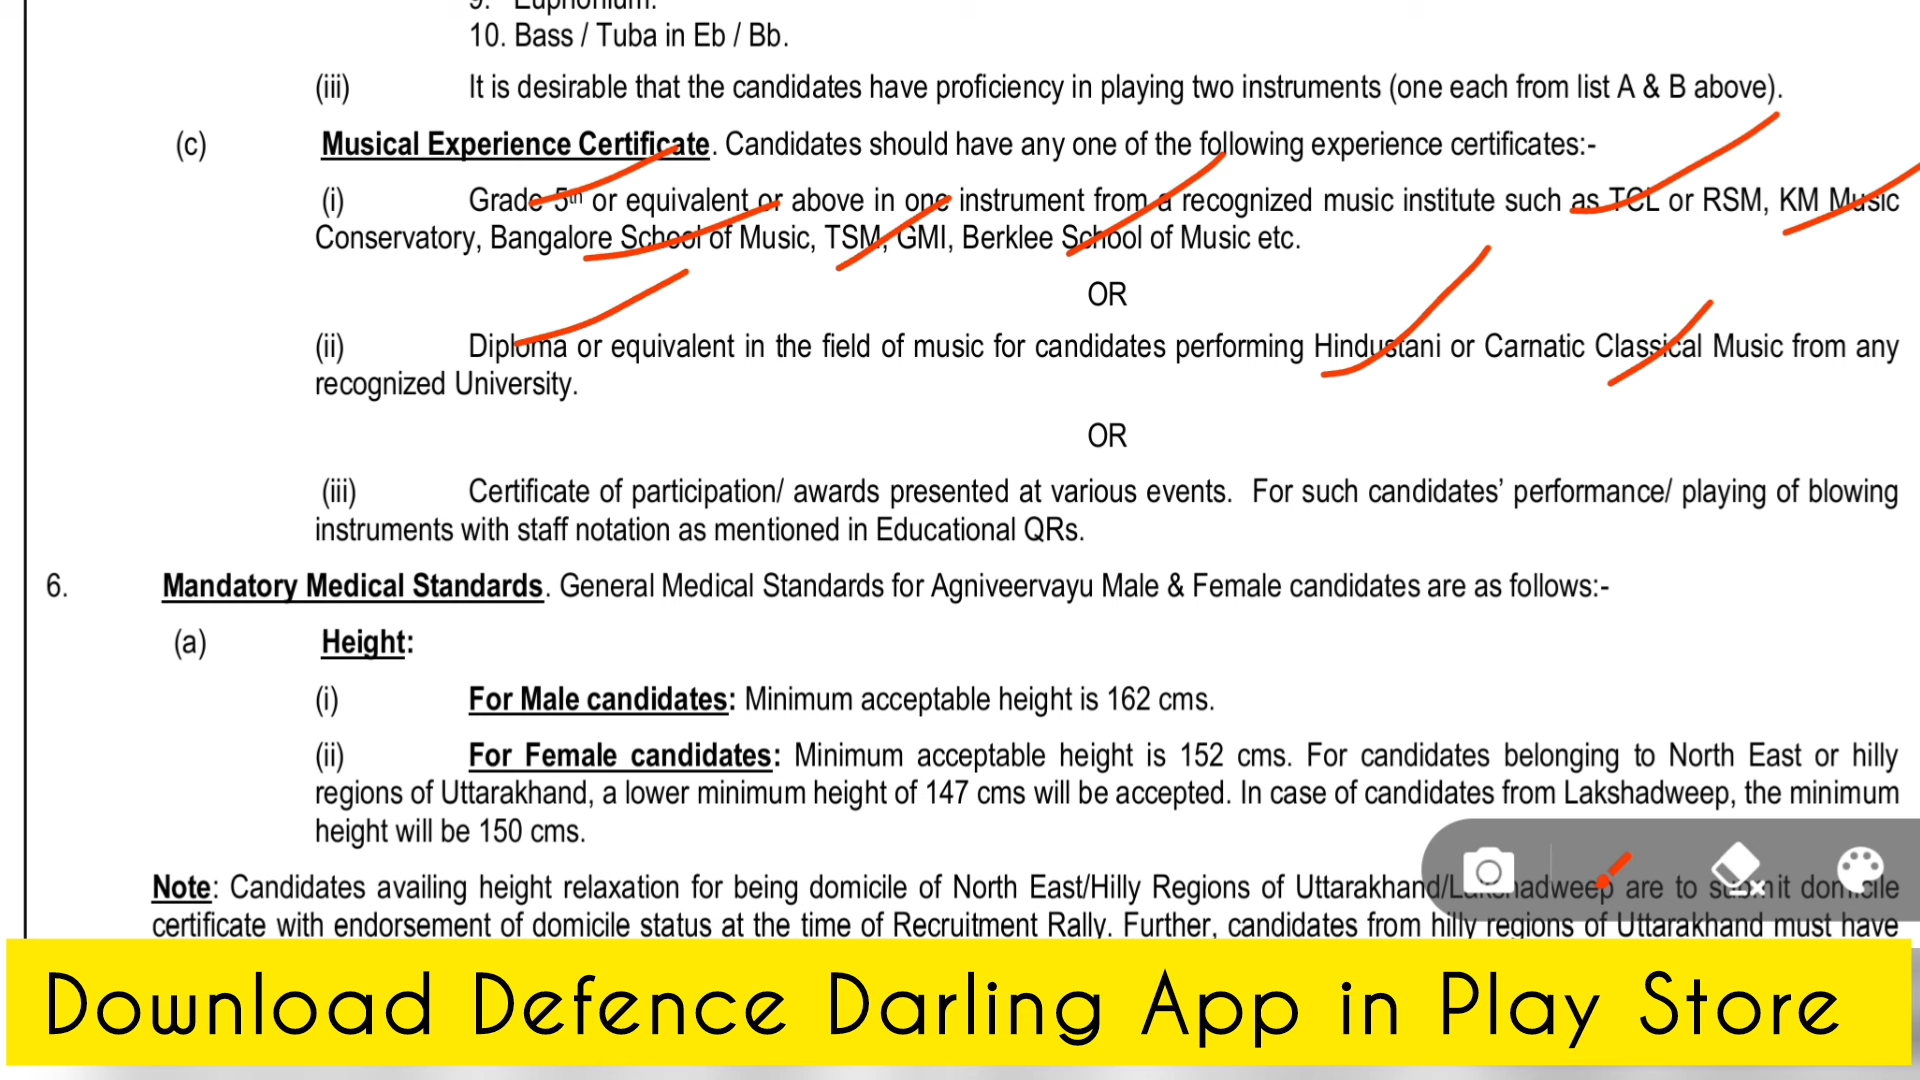 9. Euphonium.
10. Bass / Tuba in Eb / Bb.
(iii) It is desirable that the candidates have proficiency in playing two instruments (one each from list A & B above).
(c) Musical Experience Certificate. Candidates should have any one of the following experience certificates:-
(i) Grade 5th or equivalent or above in one instrument from a recognized music institute such as TCL or RSM, KM Music
Conservatory, Bangalore School of Music, TSM, GMI, Berklee School of Music etc.
OR
(ii) Diploma or equivalent in the field of music for candidates performing Hindustani or Carnatic Classical Music from any
recognized University.
OR
(iii) Certificate of participation/ awards presented at various events. For such candidates’ performance/ playing of blowing
instruments with staff notation as mentioned in Educational QRs.
6. Mandatory Medical Standards. General Medical Standards for Agniveervayu Male & Female candidates are as follows:-
(a) Height:
(i) For Male candidates: Minimum acceptable height is 162 cms.
(ii) For Female candidates: Minimum acceptable height is 152 cms. For candidates belonging to North East or hilly
regions of Uttarakhand, a lower minimum height of 147 cms will be accepted. In case of candidates from Lakshadweep, the minimum
height will be 150 cms.
Note: Candidates availing height relaxation for being domicile of North East/Hilly Regions of Uttarakhand/Lakshadweep are to submit domicile
certificate with endorsement of domicile status at the time of Recruitment Rally. Further, candidates from hilly regions of Uttarakhand must have
Download Defence Darling App in Play Store